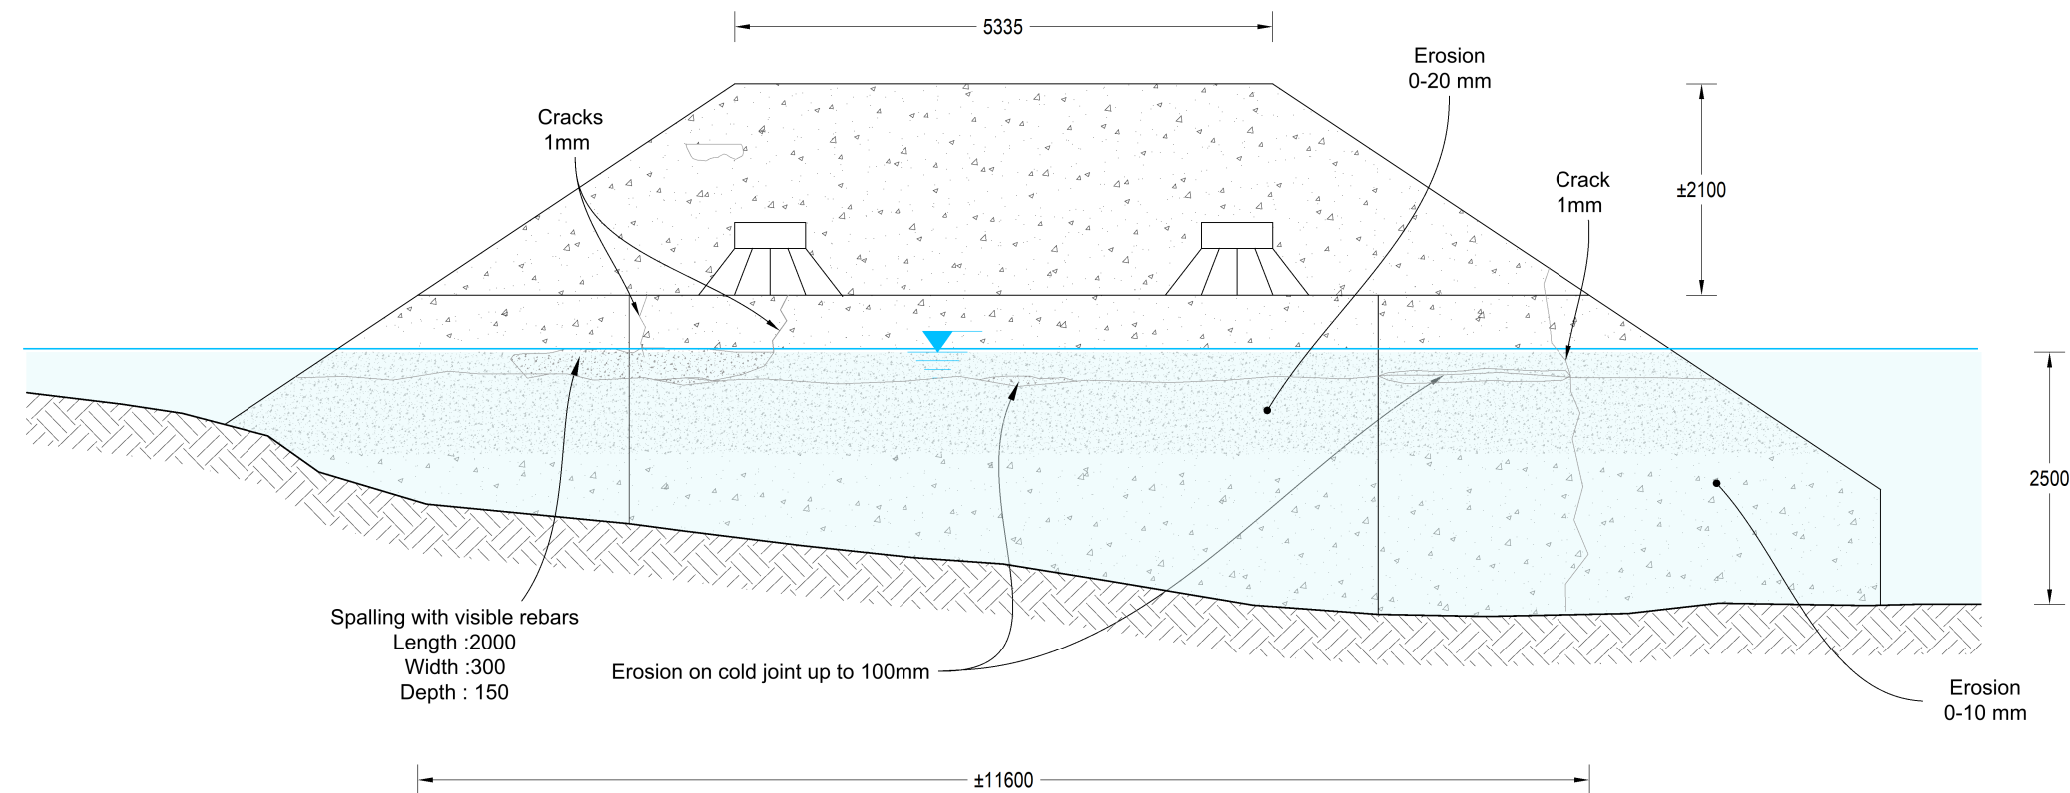 5335
Erosion
0-20 mm
Cracks
1mm
Crack
1mm
±2100
2500
Spalling with visible rebars
Length :2000
Width :300
Depth : 150
Erosion on cold joint up to 100mm
Erosion
0-10 mm
±11600